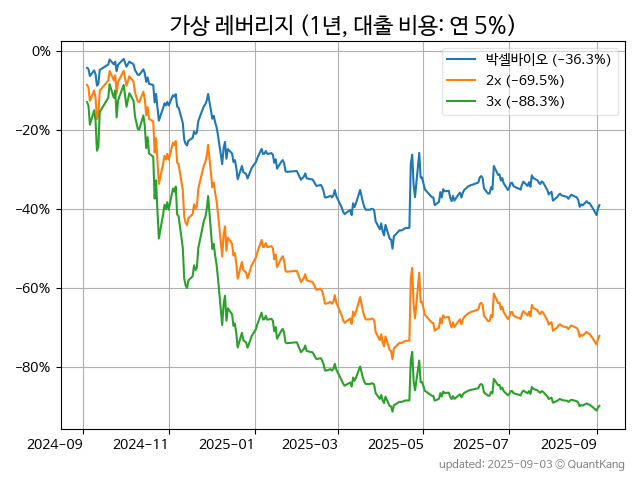 가상 레버리지 (1년, 대출 비용: 연 5%)
박셀바이오 (−36.3%)
2x (−69.5%)
3x (−88.3%)
0%
−20%
−40%
−60%
−80%
2024-09 2024-11 2025-01 2025-03 2025-05 2025-07 2025-09
updated: 2025-09-03 © QuantKang